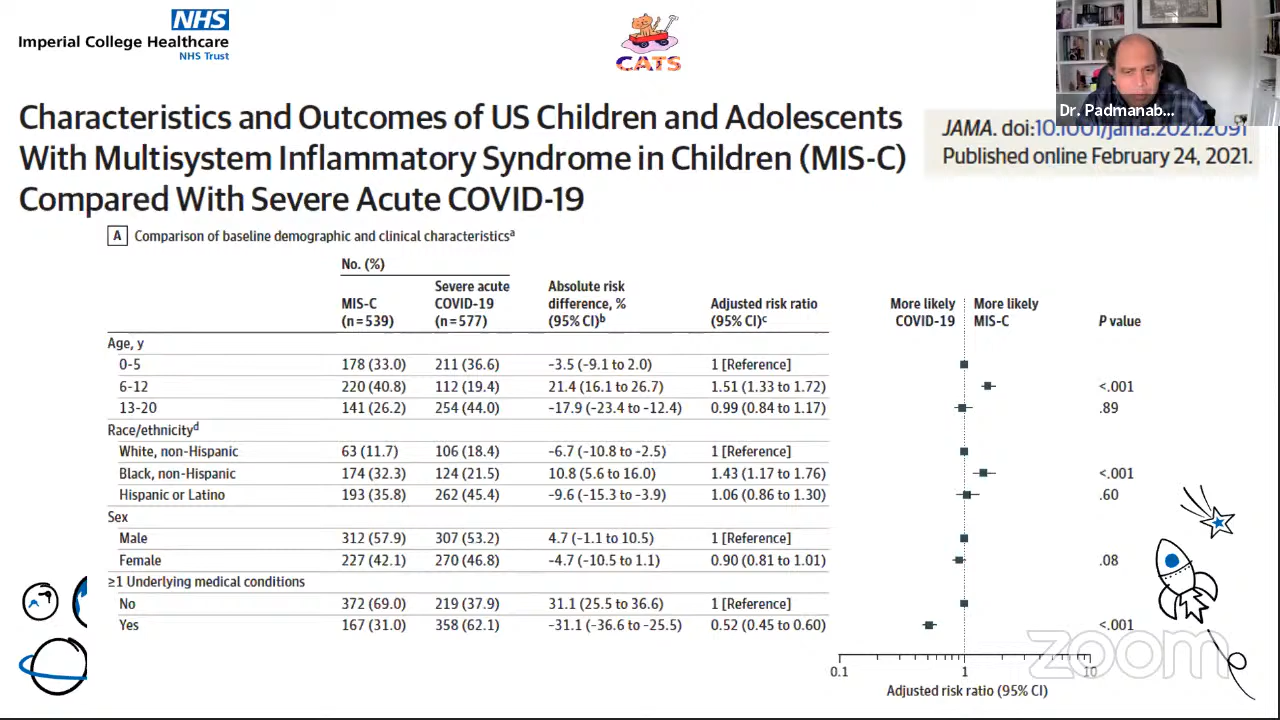 NHS
Imperial College Healthcare
NHS Trust
CATS
Dr. Padmanab...
Characteristics and Outcomes of US Children and Adolescents
With Multisystem Inflammatory Syndrome in Children (MIS-C)
Compared With Severe Acute COVID-19
JAMA. doi:10.1001/jama.2021.2091
Published online February 24, 2021.
A Comparison of baseline demographic and clinical characteristicsa
No. (%)
MIS-C (n=539) Severe acute COVID-19 (n=577) Absolute risk difference, % (95% CI)b Adjusted risk ratio (95% CI)c More likely COVID-19 More likely MIS-C P value
Age, y
0-5 178 (33.0) 211 (36.6) −3.5 (−9.1 to 2.0) 1 [Reference]
6-12 220 (40.8) 112 (19.4) 21.4 (16.1 to 26.7) 1.51 (1.33 to 1.72) <.001
13-20 141 (26.2) 254 (44.0) −17.9 (−23.4 to −12.4) 0.99 (0.84 to 1.17) .89
Race/ethnicityd
White, non-Hispanic 63 (11.7) 106 (18.4) −6.7 (−10.8 to −2.5) 1 [Reference]
Black, non-Hispanic 174 (32.3) 124 (21.5) 10.8 (5.6 to 16.0) 1.43 (1.17 to 1.76) <.001
Hispanic or Latino 193 (35.8) 262 (45.4) −9.6 (−15.3 to −3.9) 1.06 (0.86 to 1.30) .60
Sex
Male 312 (57.9) 307 (53.2) 4.7 (−1.1 to 10.5) 1 [Reference]
Female 227 (42.1) 270 (46.8) −4.7 (−10.5 to 1.1) 0.90 (0.81 to 1.01) .08
≥1 Underlying medical conditions
No 372 (69.0) 219 (37.9) 31.1 (25.5 to 36.6) 1 [Reference]
Yes 167 (31.0) 358 (62.1) −31.1 (−36.6 to −25.5) 0.52 (0.45 to 0.60) <.001
0.1 1 10
Adjusted risk ratio (95% CI)
zoom